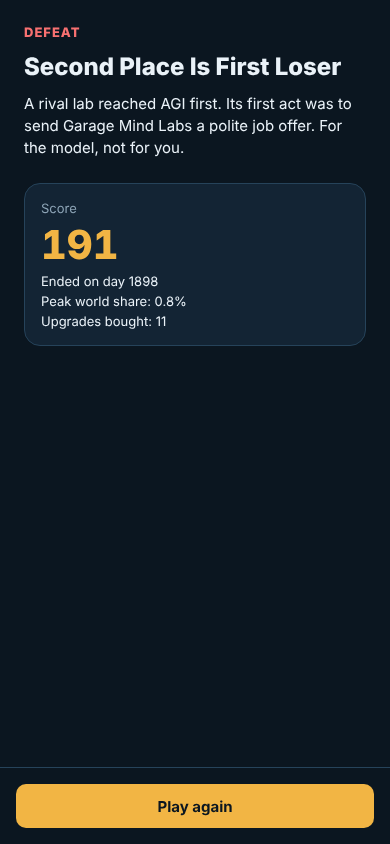 DEFEAT
Second Place Is First Loser
A rival lab reached AGI first. Its first act was to
send Garage Mind Labs a polite job offer. For
the model, not for you.
Score
191
Ended on day 1898
Peak world share: 0.8%
Upgrades bought: 11
Play again